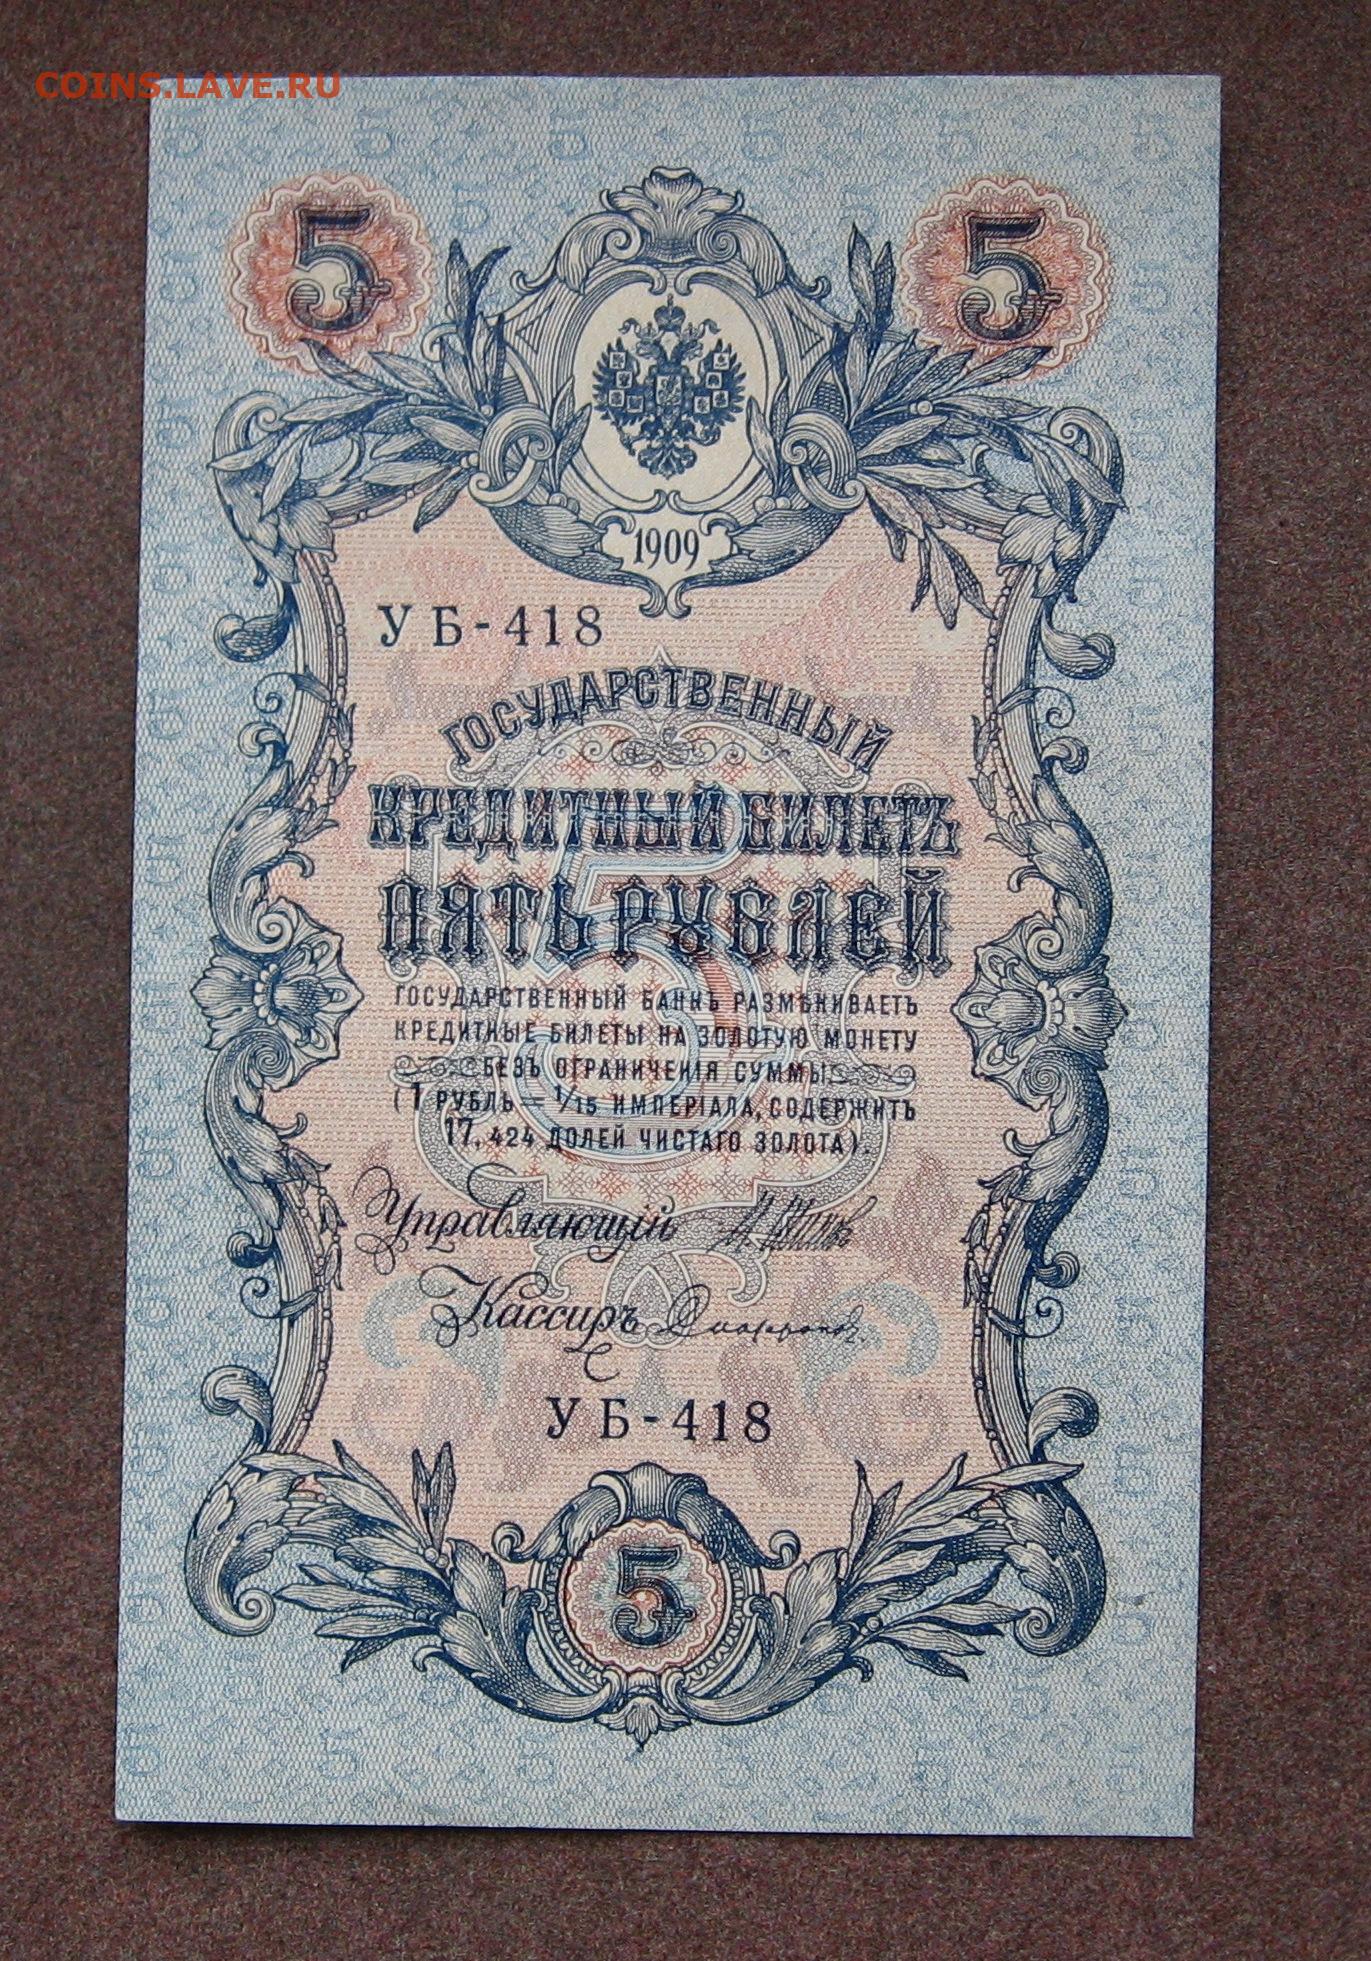 COINS.LAVE.RU
5 5
1909
УБ-418
ГОСУДАРСТВЕННЫЙ
КРЕДИТНЫЙ БИЛЕТЪ
ПЯТЬ РУБЛЕЙ
ГОСУДАРСТВЕННЫЙ БАНКЪ РАЗМѢНИВАЕТЪ
КРЕДИТНЫЕ БИЛЕТЫ НА ЗОЛОТУЮ МОНЕТУ
БЕЗЪ ОГРАНИЧЕНІЯ СУММЫ
(1 РУБЛЬ = 1/15 ИМПЕРІАЛА, СОДЕРЖИТЪ
17,424 ДОЛЕЙ ЧИСТАГО ЗОЛОТА).
Управляющій
Кассиръ
УБ-418
5